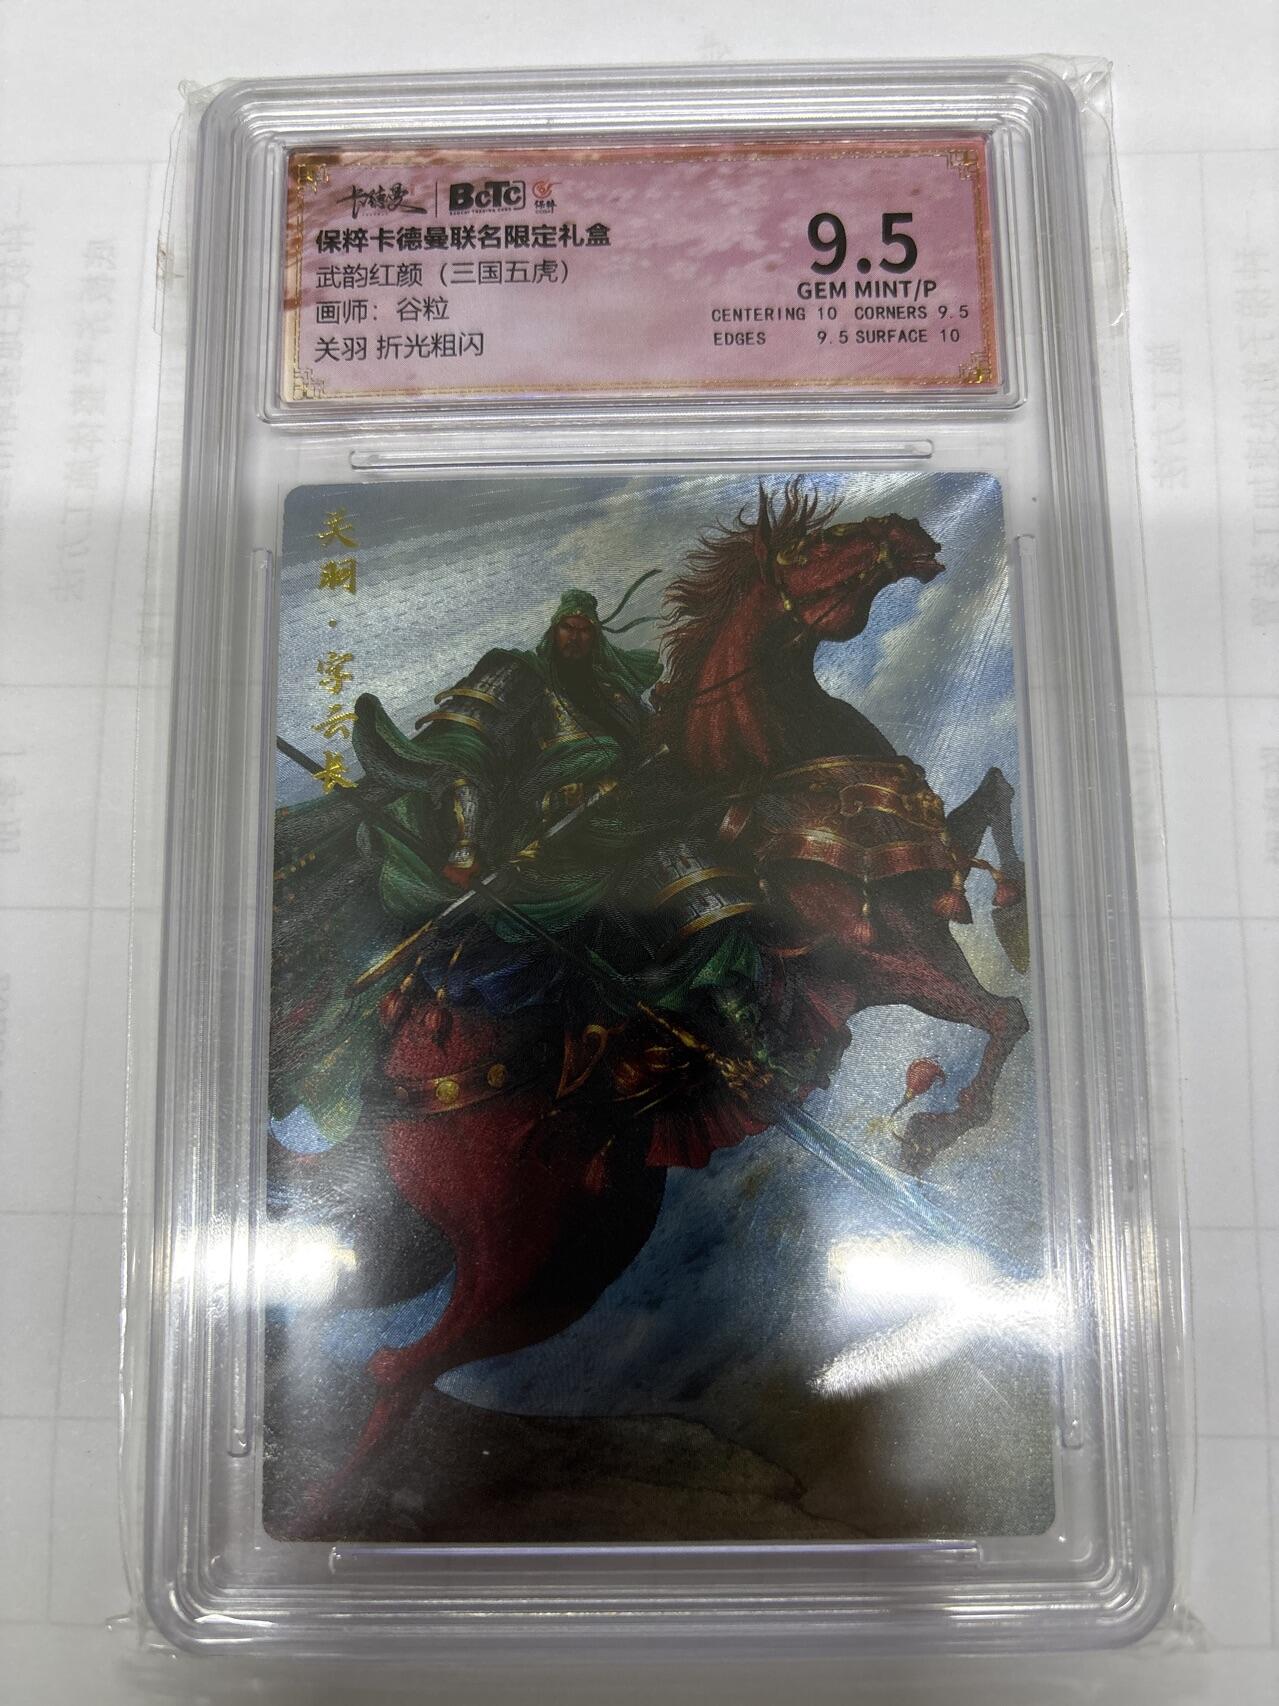 卡德曼 BCTC 保粹
保粹卡德曼联名限定礼盒
武韵红颜（三国五虎）
画师：谷粒
关羽 折光粗闪
9.5
GEM MINT/P
CENTERING 10 CORNERS 9.5
EDGES 9.5 SURFACE 10
关羽·字云长